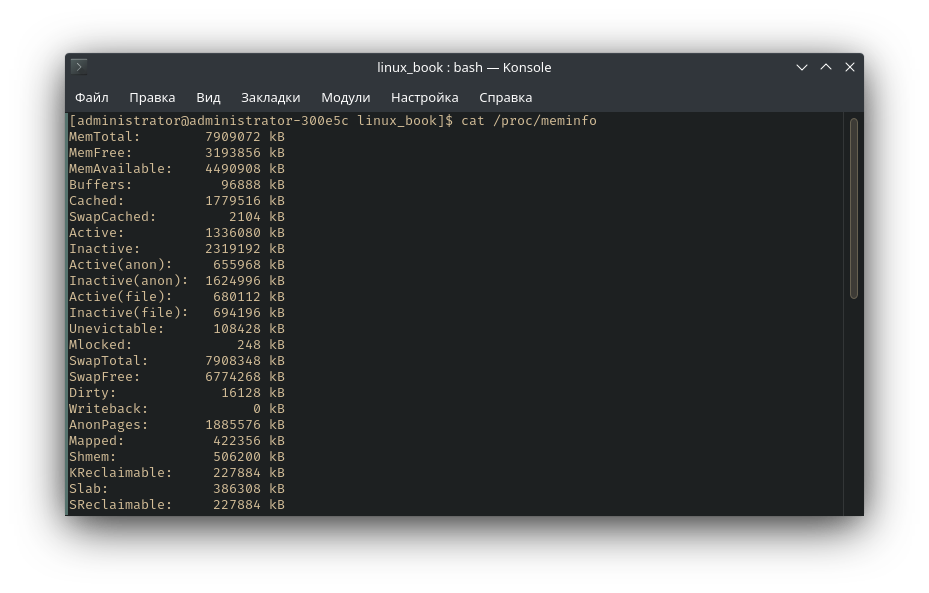 linux_book : bash — Konsole
Файл Правка Вид Закладки Модули Настройка Справка
[administrator@administrator-300e5c linux_book]$ cat /proc/meminfo
MemTotal:        7909072 kB
MemFree:         3193856 kB
MemAvailable:    4490908 kB
Buffers:           96888 kB
Cached:          1779516 kB
SwapCached:         2104 kB
Active:          1336080 kB
Inactive:        2319192 kB
Active(anon):     655968 kB
Inactive(anon):  1624996 kB
Active(file):     680112 kB
Inactive(file):   694196 kB
Unevictable:      108428 kB
Mlocked:             248 kB
SwapTotal:       7908348 kB
SwapFree:        6774268 kB
Dirty:             16128 kB
Writeback:             0 kB
AnonPages:       1885576 kB
Mapped:           422356 kB
Shmem:            506200 kB
KReclaimable:     227884 kB
Slab:             386308 kB
SReclaimable:     227884 kB